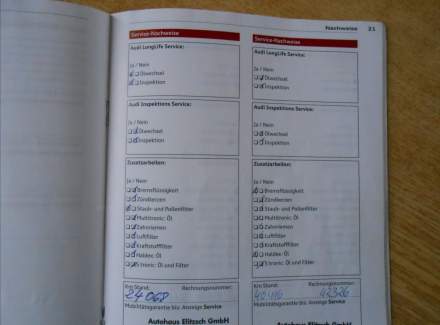 Nachweise 21
Service-Nachweise
Audi LongLife Service:
Ja / Nein
Ölwechsel
Inspektion
Audi Inspektions Service:
Ja / Nein
Ölwechsel
Inspektion
Zusatzarbeiten:
Ja / Nein
Bremsflüssigkeit
Zündkerzen
Staub- und Pollenfilter
Multitronic: Öl
Zahnriemen
Luftfilter
Kraftstofffilter
Haldex: Öl
S tronic: Öl und Filter
Km Stand: Rechnungsnummer:
24068
Mobilitätsgarantie bis: Anzeige Service
Autohaus Elitzsch GmbH
Service-Nachweise
Audi LongLife Service:
Ja / Nein
Ölwechsel
Inspektion
Audi Inspektions Service:
Ja / Nein
Ölwechsel
Inspektion
Zusatzarbeiten:
Ja / Nein
Bremsflüssigkeit
Zündkerzen
Staub- und Pollenfilter
Multitronic: Öl
Zahnriemen
Luftfilter
Kraftstofffilter
Haldex: Öl
S tronic: Öl und Filter
Km Stand: Rechnungsnummer:
Mobilitätsgarantie bis: Anzeige Service
Autohaus Elitzsch GmbH